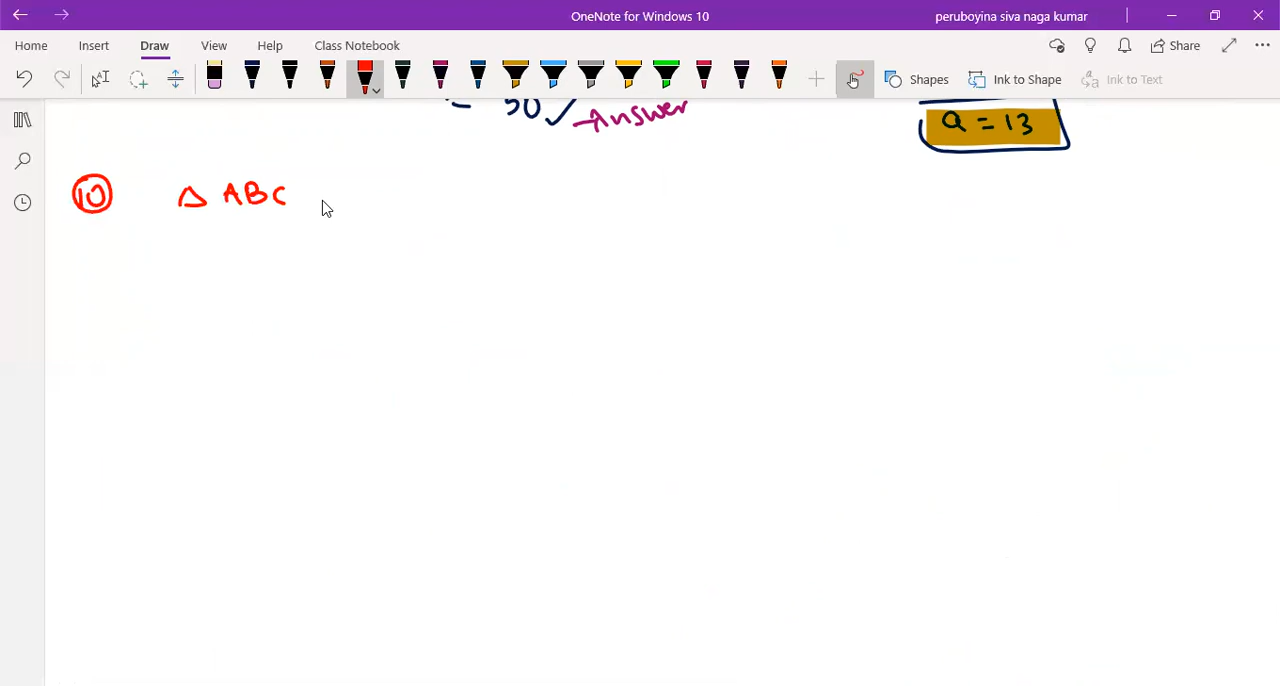 OneNote for Windows 10
peruboyina siva naga kumar
Home Insert Draw View Help Class Notebook
Share
Shapes Ink to Shape Ink to Text
= 50 Answer
a = 13
10 △ ABC